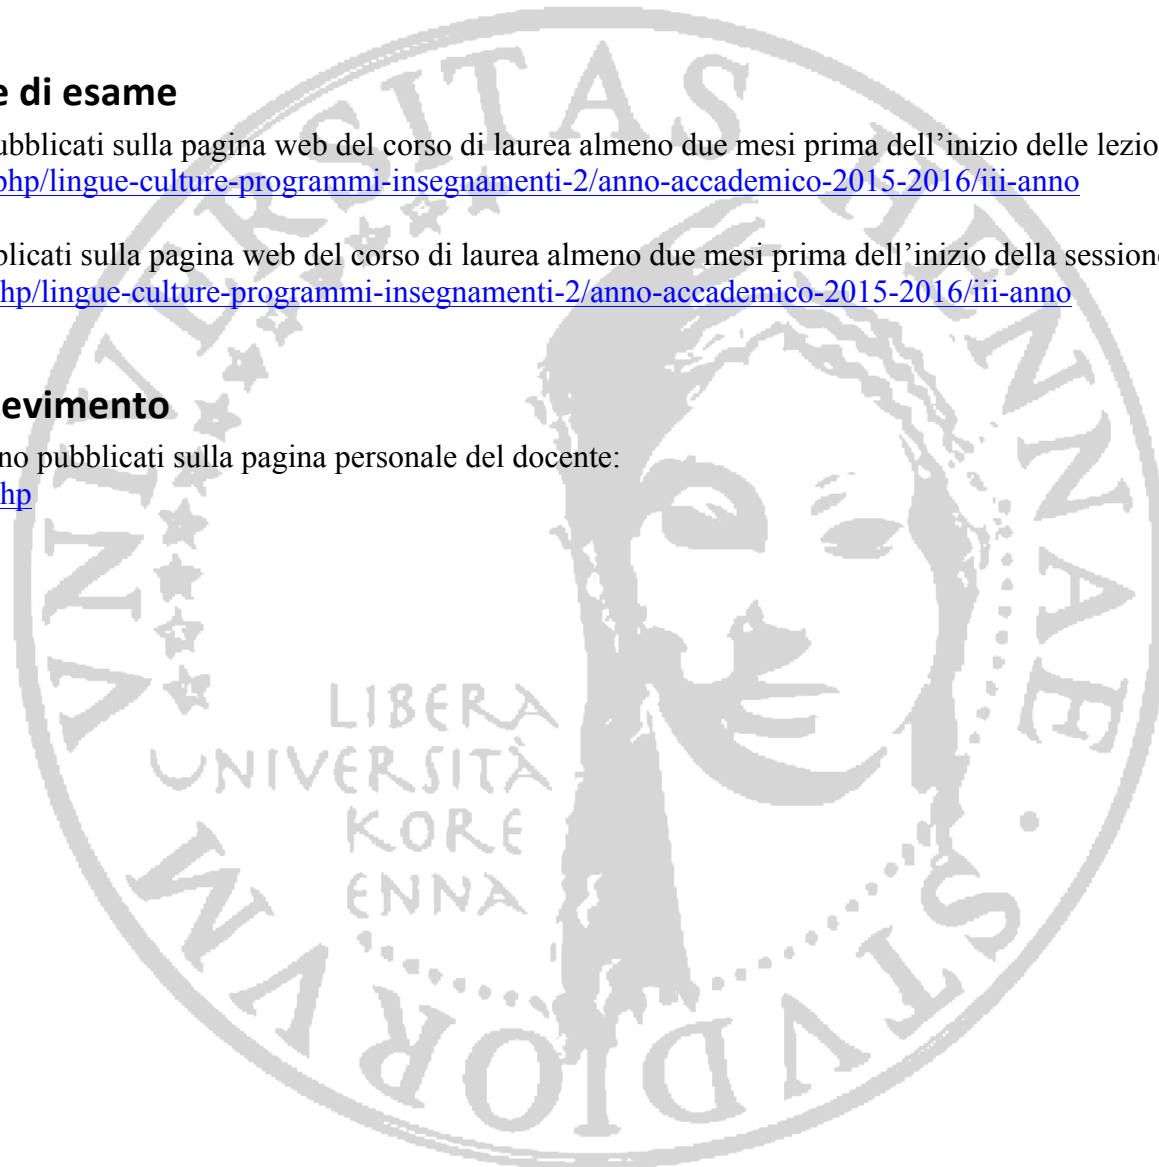 e di esame
ubblicati sulla pagina web del corso di laurea almeno due mesi prima dell’inizio delle lezio
php/lingue-culture-programmi-insegnamenti-2/anno-accademico-2015-2016/iii-anno
blicati sulla pagina web del corso di laurea almeno due mesi prima dell’inizio della sessione
hp/lingue-culture-programmi-insegnamenti-2/anno-accademico-2015-2016/iii-anno
evimento
no pubblicati sulla pagina personale del docente:
hp
VNIVERSITAS HENNAE · STVDIORVM
LIBERA
UNIVERSITÀ
KORE
ENNA